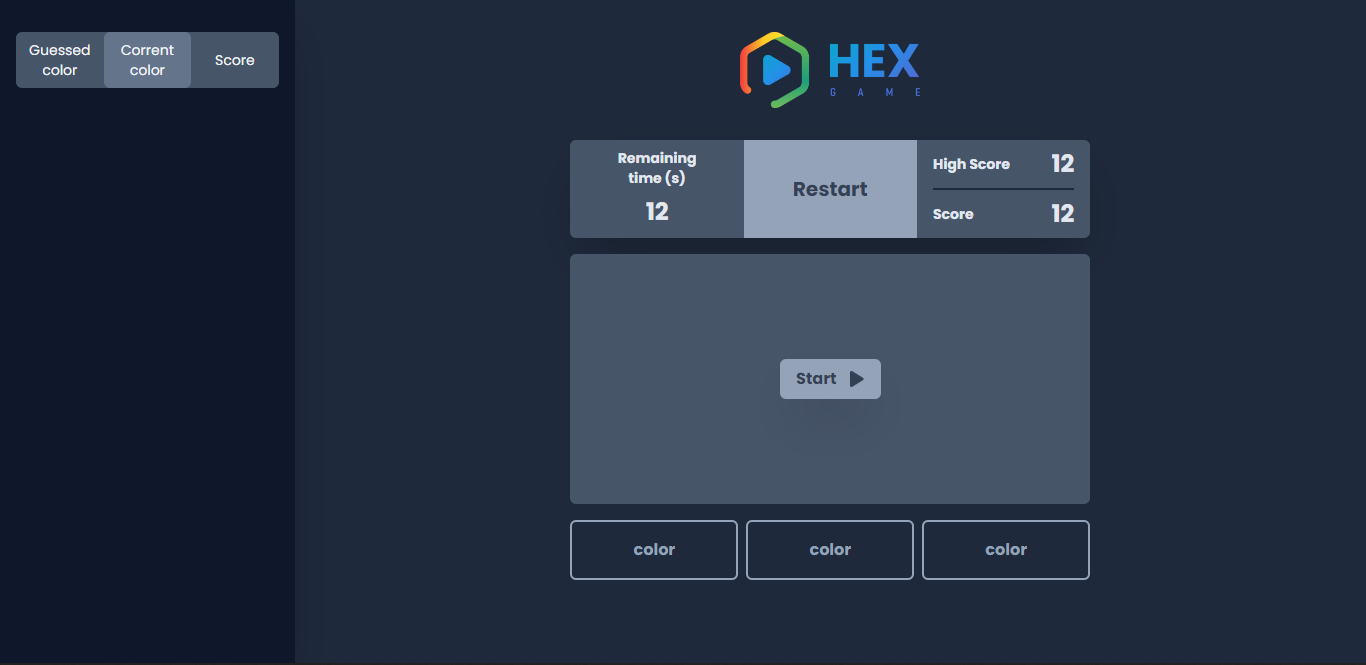 Guessed
color
Corrent
color
Score
HEX
GAME
Remaining
time (s)
12
Restart
High Score 12
Score 12
Start
color
color
color